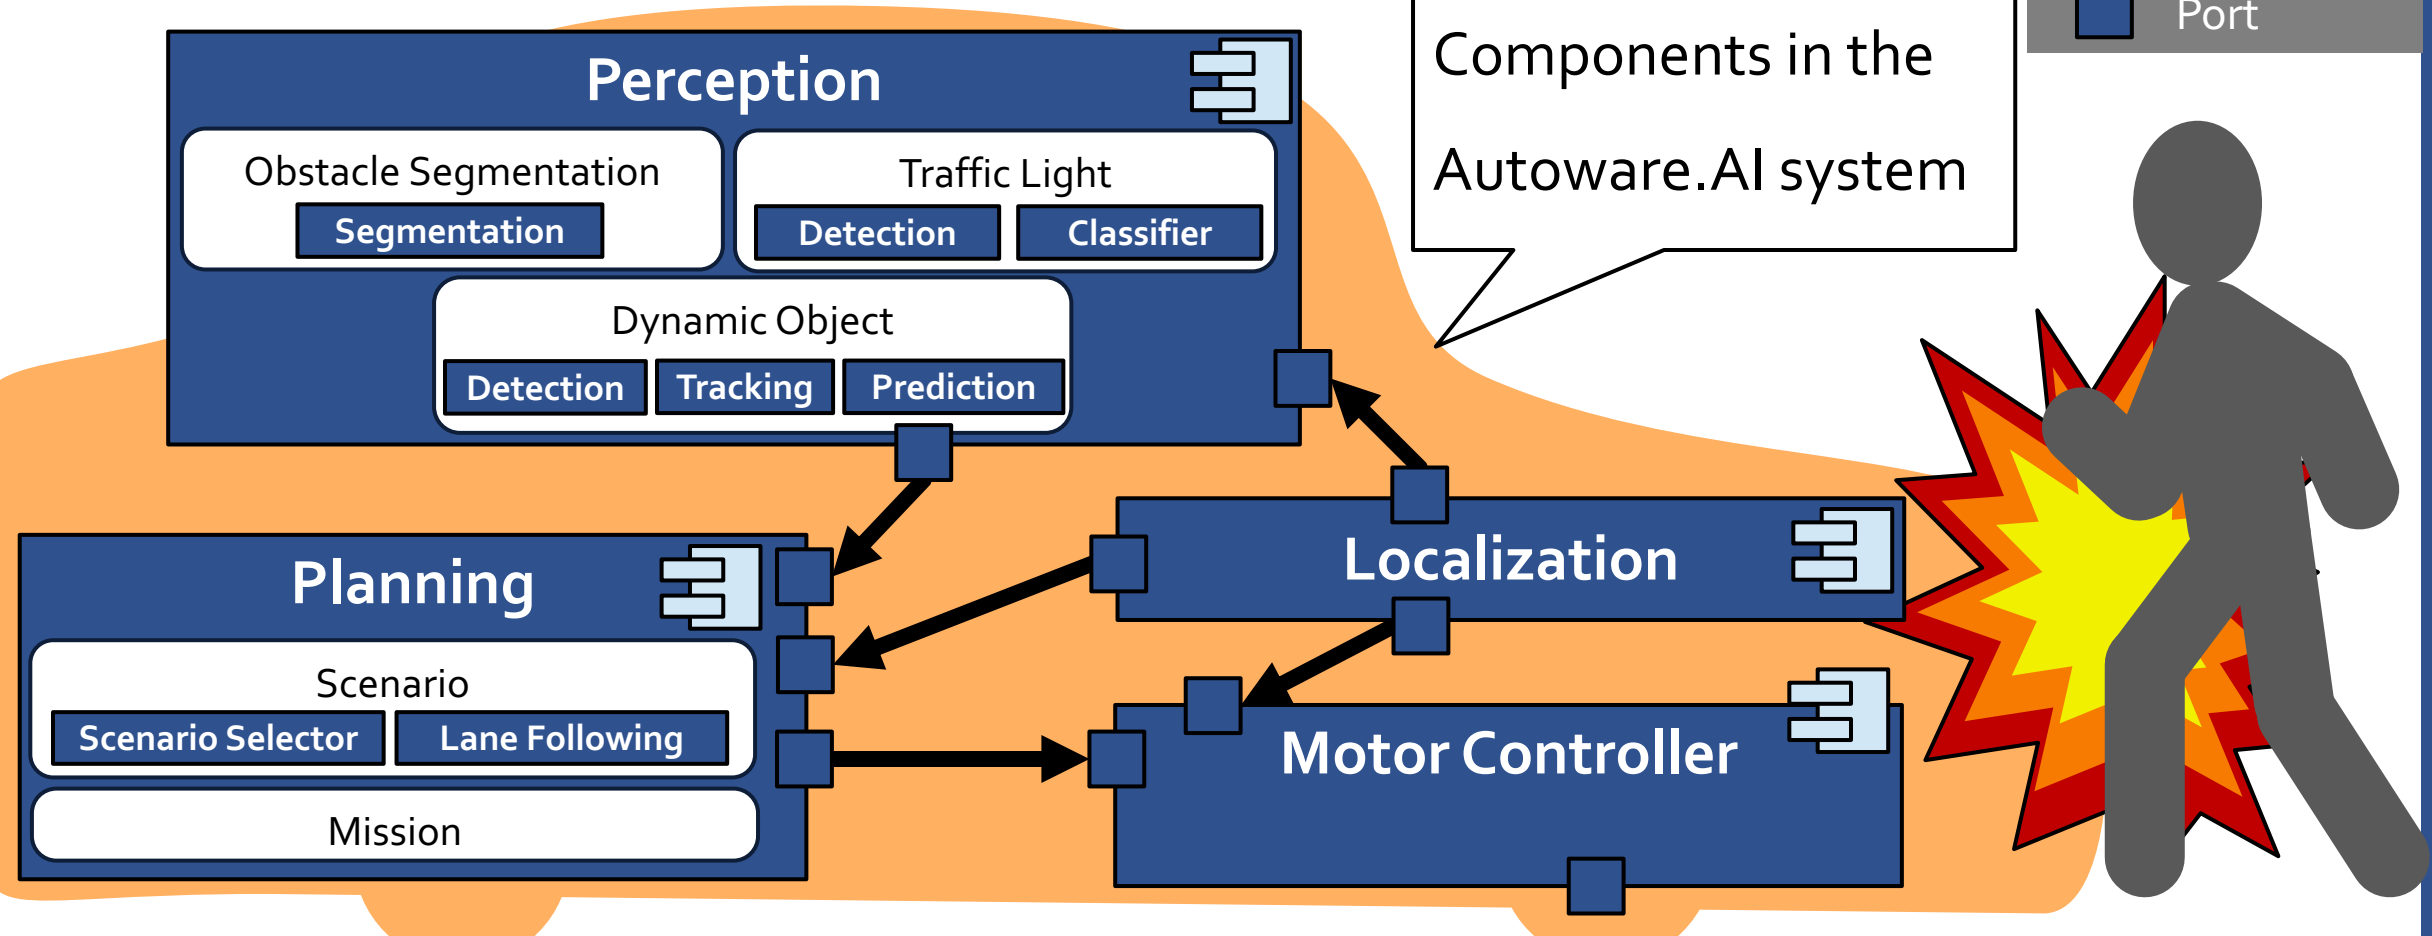 Port
Components in the
Autoware.AI system
Perception
Obstacle Segmentation
Segmentation
Traffic Light
Detection
Classifier
Dynamic Object
Detection
Tracking
Prediction
Planning
Scenario
Scenario Selector
Lane Following
Mission
Localization
Motor Controller